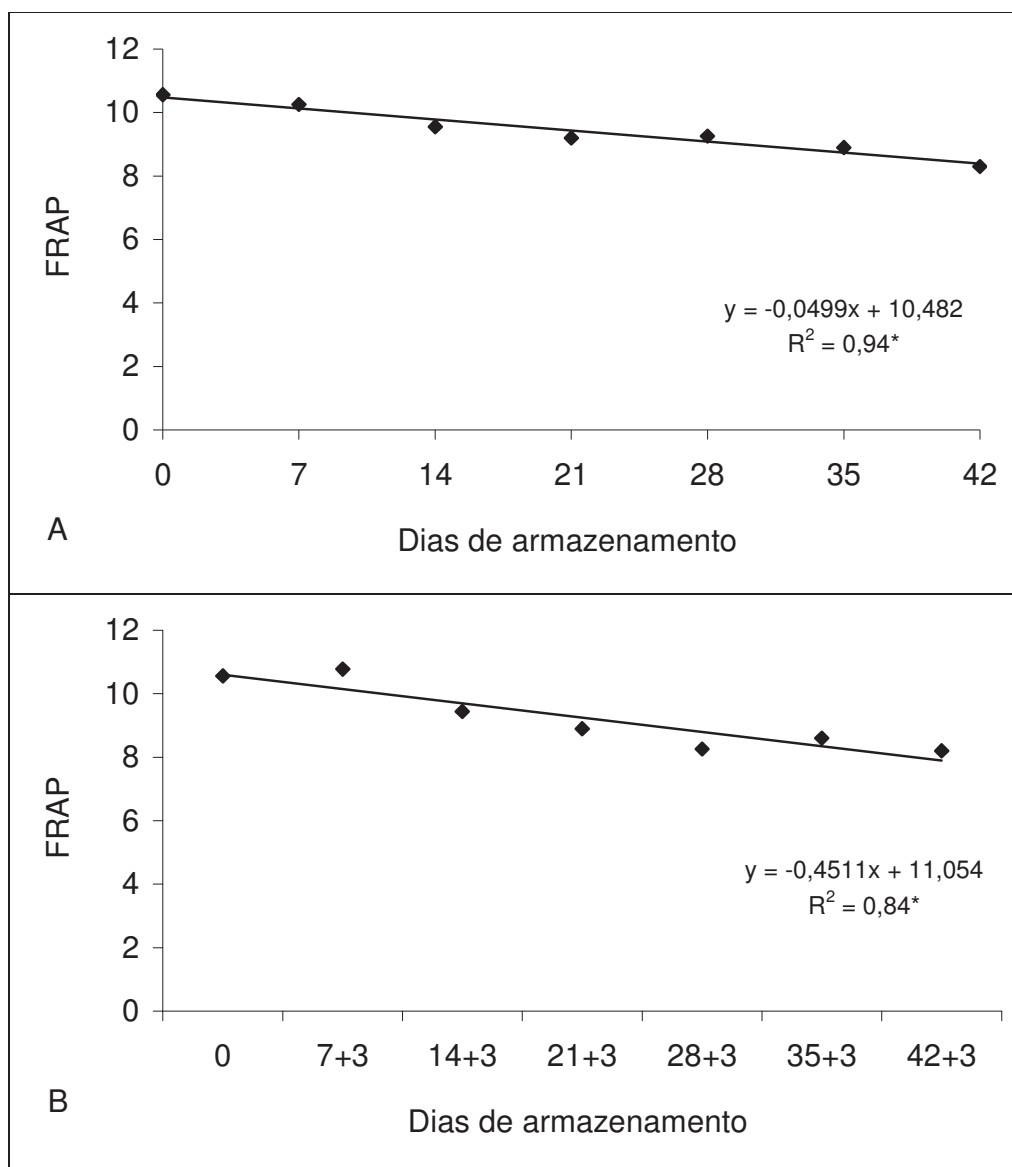 12
10
8
6
4
2
0
FRAP
y = -0,0499x + 10,482
R² = 0,94*
0 7 14 21 28 35 42
A
Dias de armazenamento
12
10
8
6
4
2
0
FRAP
y = -0,4511x + 11,054
R² = 0,84*
0 7+3 14+3 21+3 28+3 35+3 42+3
B
Dias de armazenamento